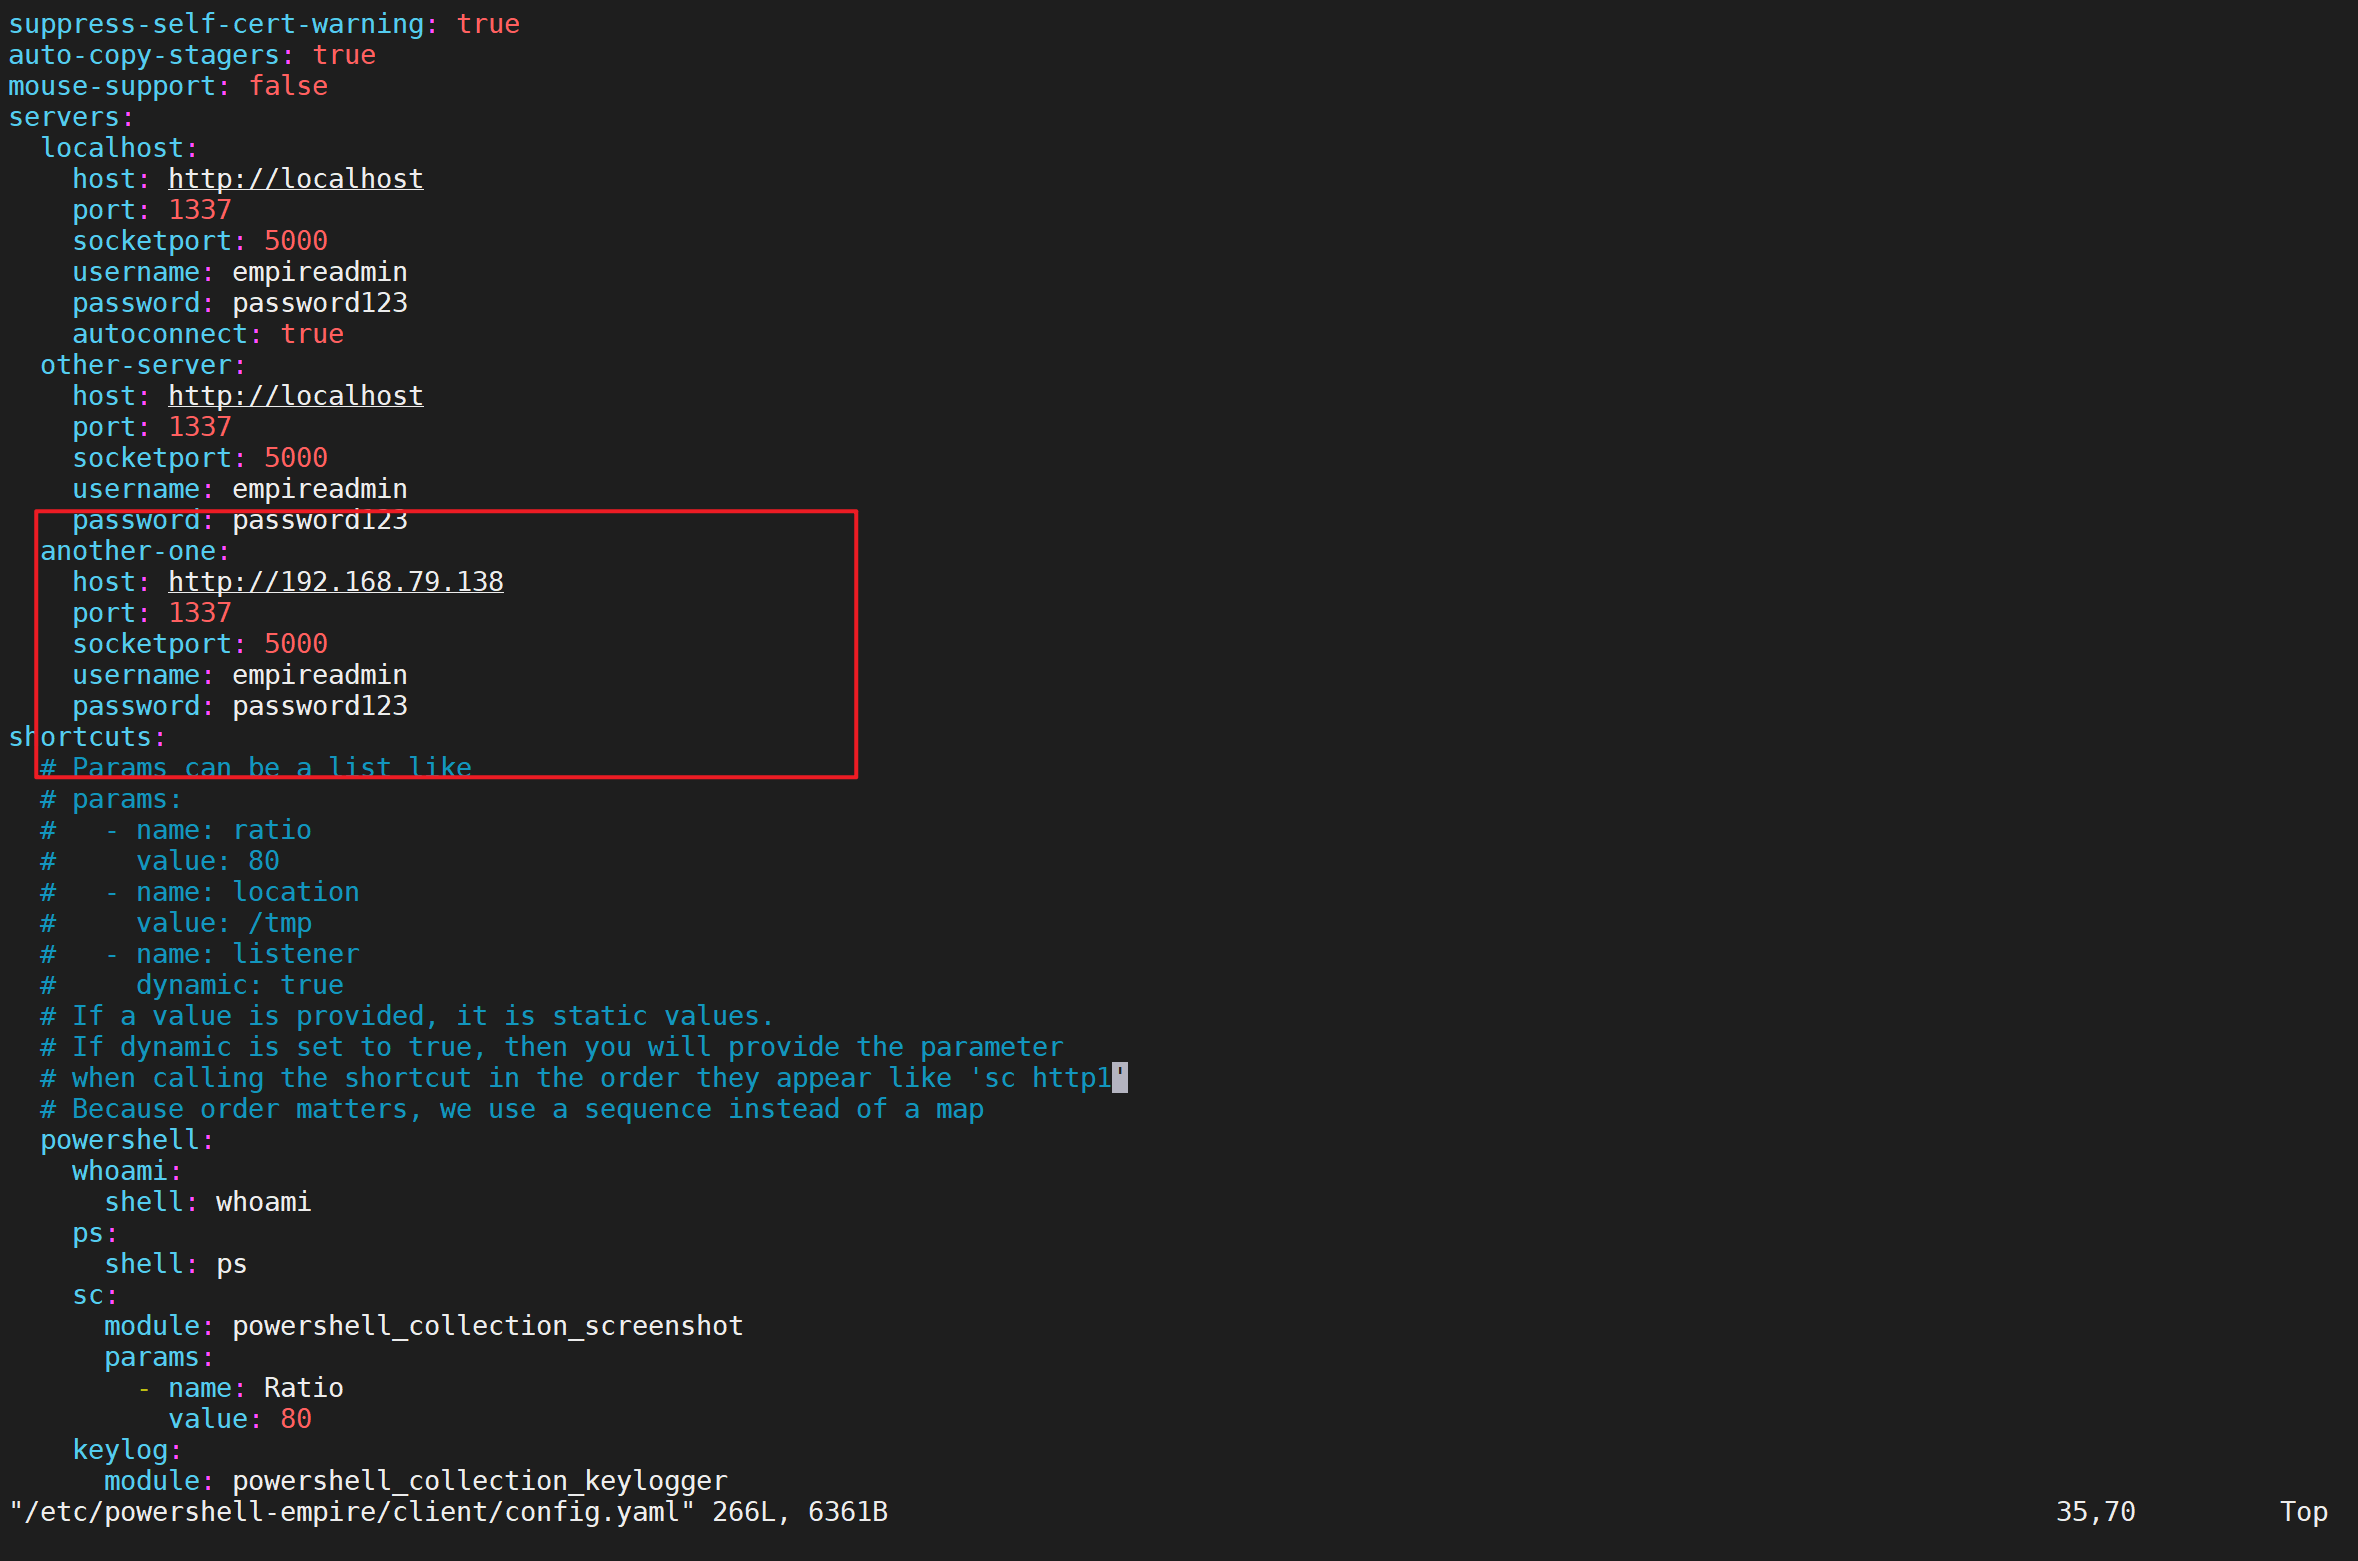 suppress-self-cert-warning: true
auto-copy-stagers: true
mouse-support: false
servers:
  localhost:
    host: http://localhost
    port: 1337
    socketport: 5000
    username: empireadmin
    password: password123
    autoconnect: true
  other-server:
    host: http://localhost
    port: 1337
    socketport: 5000
    username: empireadmin
    password: password123
  another-one:
    host: http://192.168.79.138
    port: 1337
    socketport: 5000
    username: empireadmin
    password: password123
shortcuts:
  # Params can be a list like
  # params:
  #   - name: ratio
  #     value: 80
  #   - name: location
  #     value: /tmp
  #   - name: listener
  #     dynamic: true
  # If a value is provided, it is static values.
  # If dynamic is set to true, then you will provide the parameter
  # when calling the shortcut in the order they appear like 'sc http1'
  # Because order matters, we use a sequence instead of a map
  powershell:
    whoami:
      shell: whoami
    ps:
      shell: ps
    sc:
      module: powershell_collection_screenshot
      params:
        - name: Ratio
          value: 80
    keylog:
      module: powershell_collection_keylogger
"/etc/powershell-empire/client/config.yaml" 266L, 6361B 35,70 Top